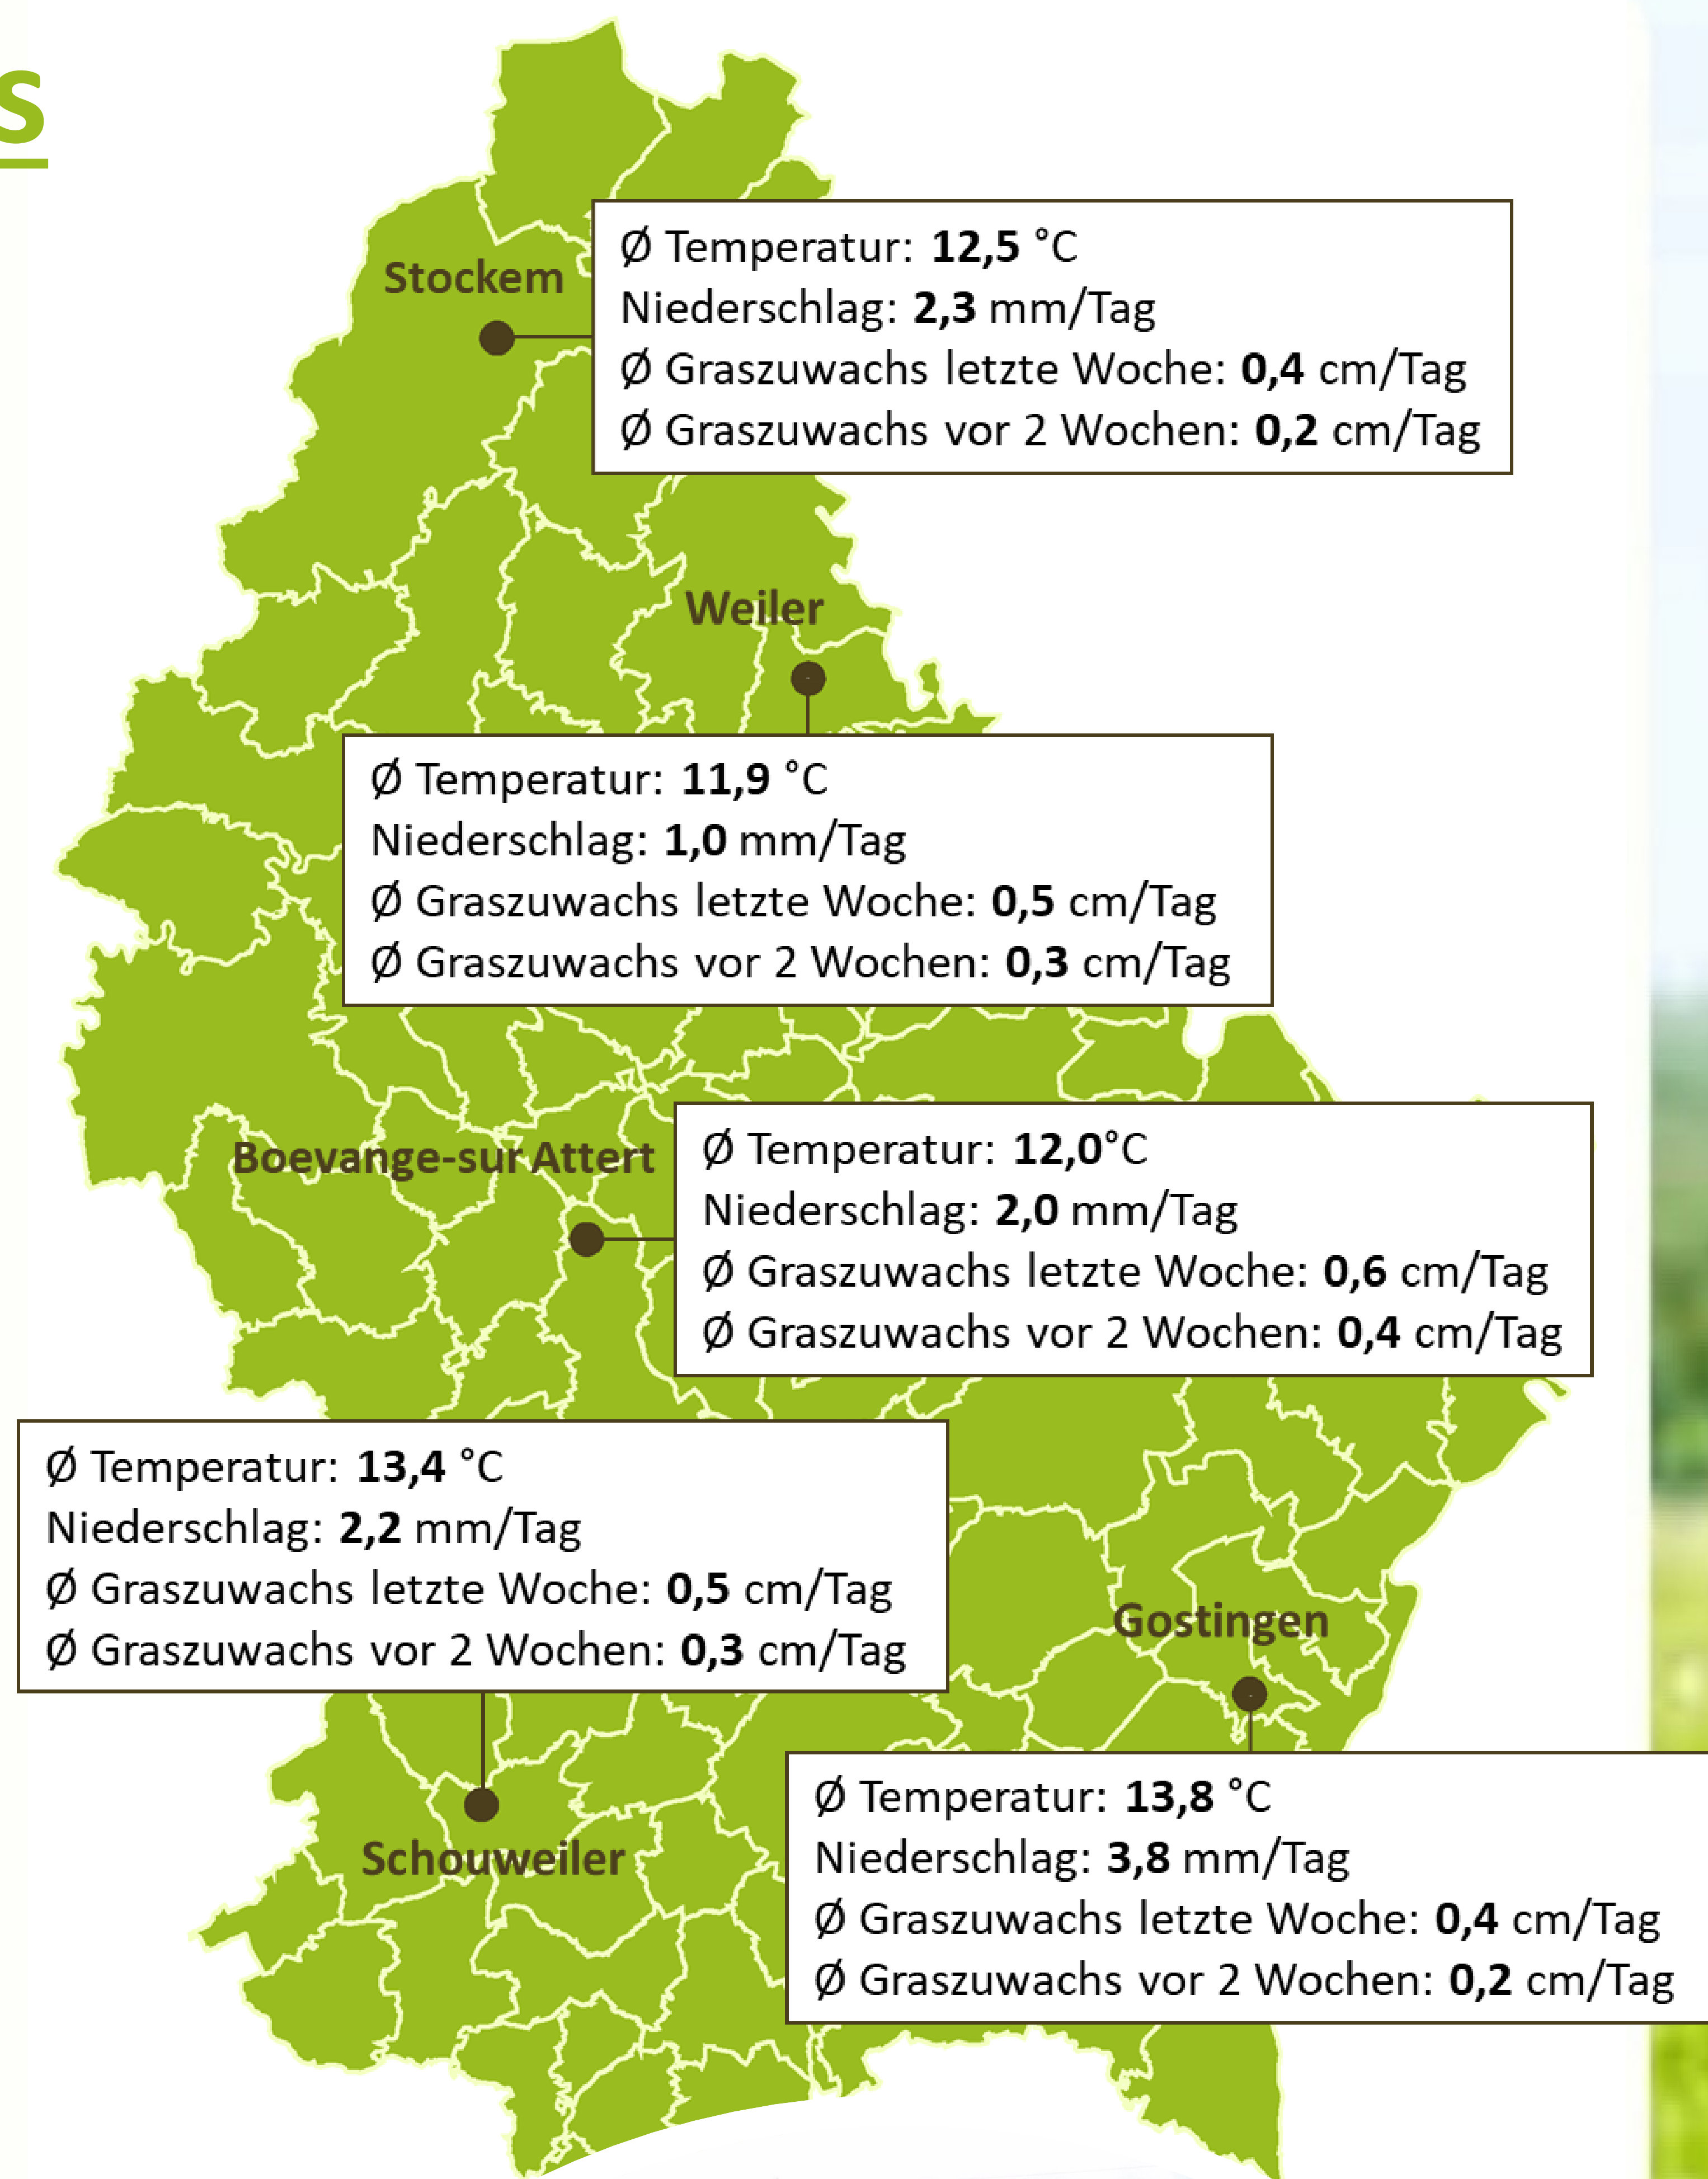 s
Stockem
Ø Temperatur: 12,5 °C
Niederschlag: 2,3 mm/Tag
Ø Graszuwachs letzte Woche: 0,4 cm/Tag
Ø Graszuwachs vor 2 Wochen: 0,2 cm/Tag
Weiler
Ø Temperatur: 11,9 °C
Niederschlag: 1,0 mm/Tag
Ø Graszuwachs letzte Woche: 0,5 cm/Tag
Ø Graszuwachs vor 2 Wochen: 0,3 cm/Tag
Boevange-sur Attert
Ø Temperatur: 12,0°C
Niederschlag: 2,0 mm/Tag
Ø Graszuwachs letzte Woche: 0,6 cm/Tag
Ø Graszuwachs vor 2 Wochen: 0,4 cm/Tag
Ø Temperatur: 13,4 °C
Niederschlag: 2,2 mm/Tag
Ø Graszuwachs letzte Woche: 0,5 cm/Tag
Ø Graszuwachs vor 2 Wochen: 0,3 cm/Tag
Schouweiler
Gostingen
Ø Temperatur: 13,8 °C
Niederschlag: 3,8 mm/Tag
Ø Graszuwachs letzte Woche: 0,4 cm/Tag
Ø Graszuwachs vor 2 Wochen: 0,2 cm/Tag